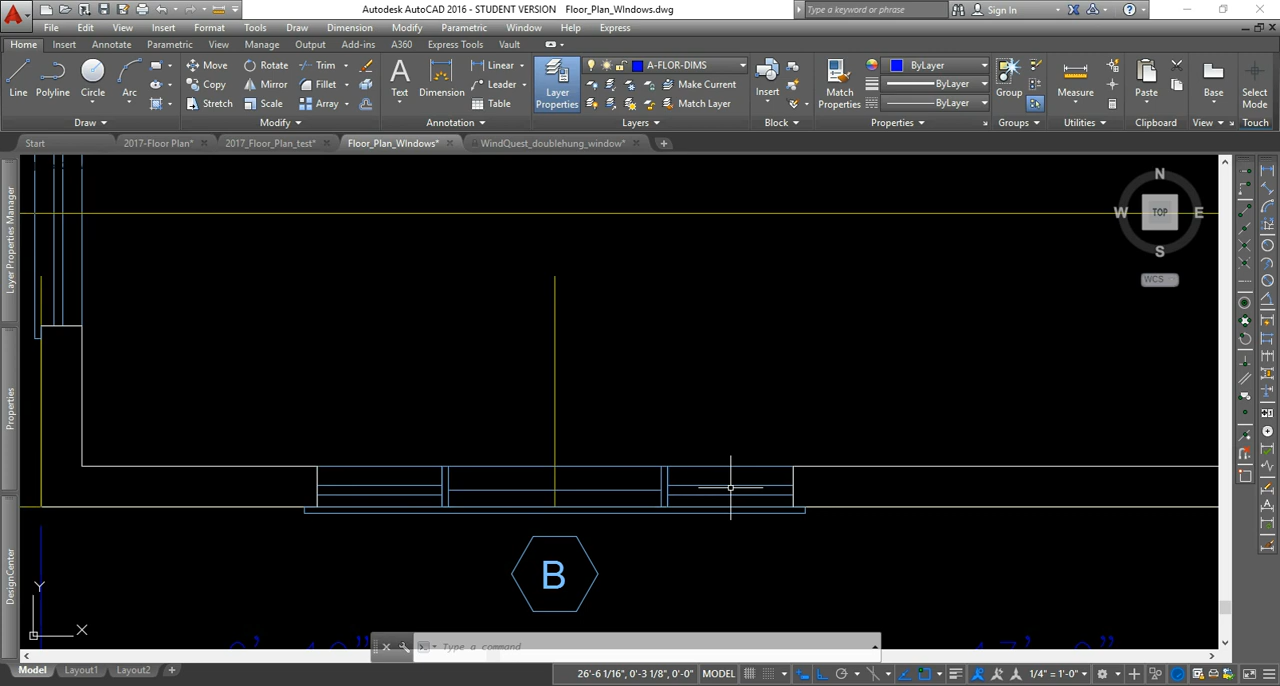 Autodesk AutoCAD 2016 - STUDENT VERSION Floor_Plan_WIndows.dwg
Type a keyword or phrase
Sign In
File Edit View Insert Format Tools Draw Dimension Modify Parametric Window Help Express
Home Insert Annotate Parametric View Manage Output Add-ins A360 Express Tools Vault
Line Polyline Circle Arc
Draw
Move Rotate Trim
Copy Mirror Fillet
Stretch Scale Array
Modify
Text Dimension
Linear
Leader
Table
Annotation
Layer Properties
A-FLOR-DIMS
Make Current
Match Layer
Layers
Insert
Block
Match Properties
ByLayer
ByLayer
ByLayer
Properties
Group
Groups
Measure
Utilities
Paste
Clipboard
Base
View
Select Mode
Touch
Start 2017-Floor Plan* 2017_Floor_Plan_test* Floor_Plan_WIndows* WindQuest_doublehung_window*
Layer Properties Manager
Properties
DesignCenter
N
W TOP E
S
WCS
B
Y
X
Type a command
Model Layout1 Layout2
26'-6 1/16", 0'-3 1/8", 0'-0" MODEL 1/4" = 1'-0"